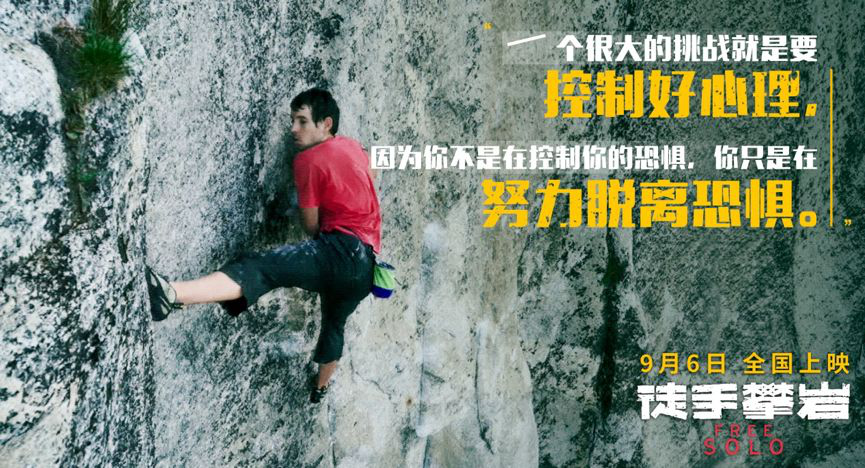 “一个很大的挑战就是要
控制好心理。
因为你不是在控制你的恐惧，你只是在
努力脱离恐惧。”
9月6日 全国上映
徒手攀岩
FREE
SOLO